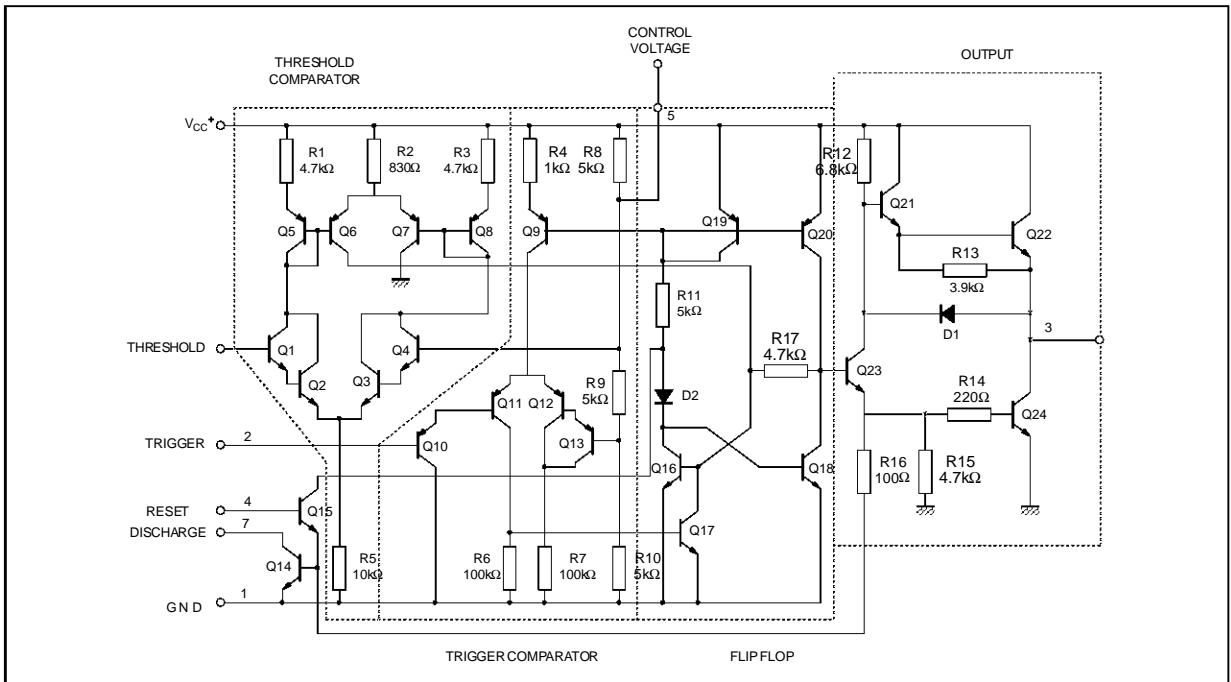 CONTROL
VOLTAGE
OUTPUT
THRESHOLD
COMPARATOR
5
VCC+
R1
4.7kΩ
R2
830Ω
R3
4.7kΩ
R4
1kΩ
R8
5kΩ
R12
6.8kΩ
Q5
Q6
Q7
Q8
Q9
Q19
Q20
Q21
Q22
R13
3.9kΩ
R11
5kΩ
D1
3
THRESHOLD
Q1
Q2
Q3
Q4
R17
4.7kΩ
Q23
R9
5kΩ
D2
R14
220Ω
Q24
Q11
Q12
Q13
TRIGGER
2
Q10
Q16
Q18
R16
100Ω
R15
4.7kΩ
RESET
4
Q15
DISCHARGE
7
Q14
Q17
R5
10kΩ
R6
100kΩ
R7
100kΩ
R10
5kΩ
GND
1
TRIGGER COMPARATOR
FLIP FLOP